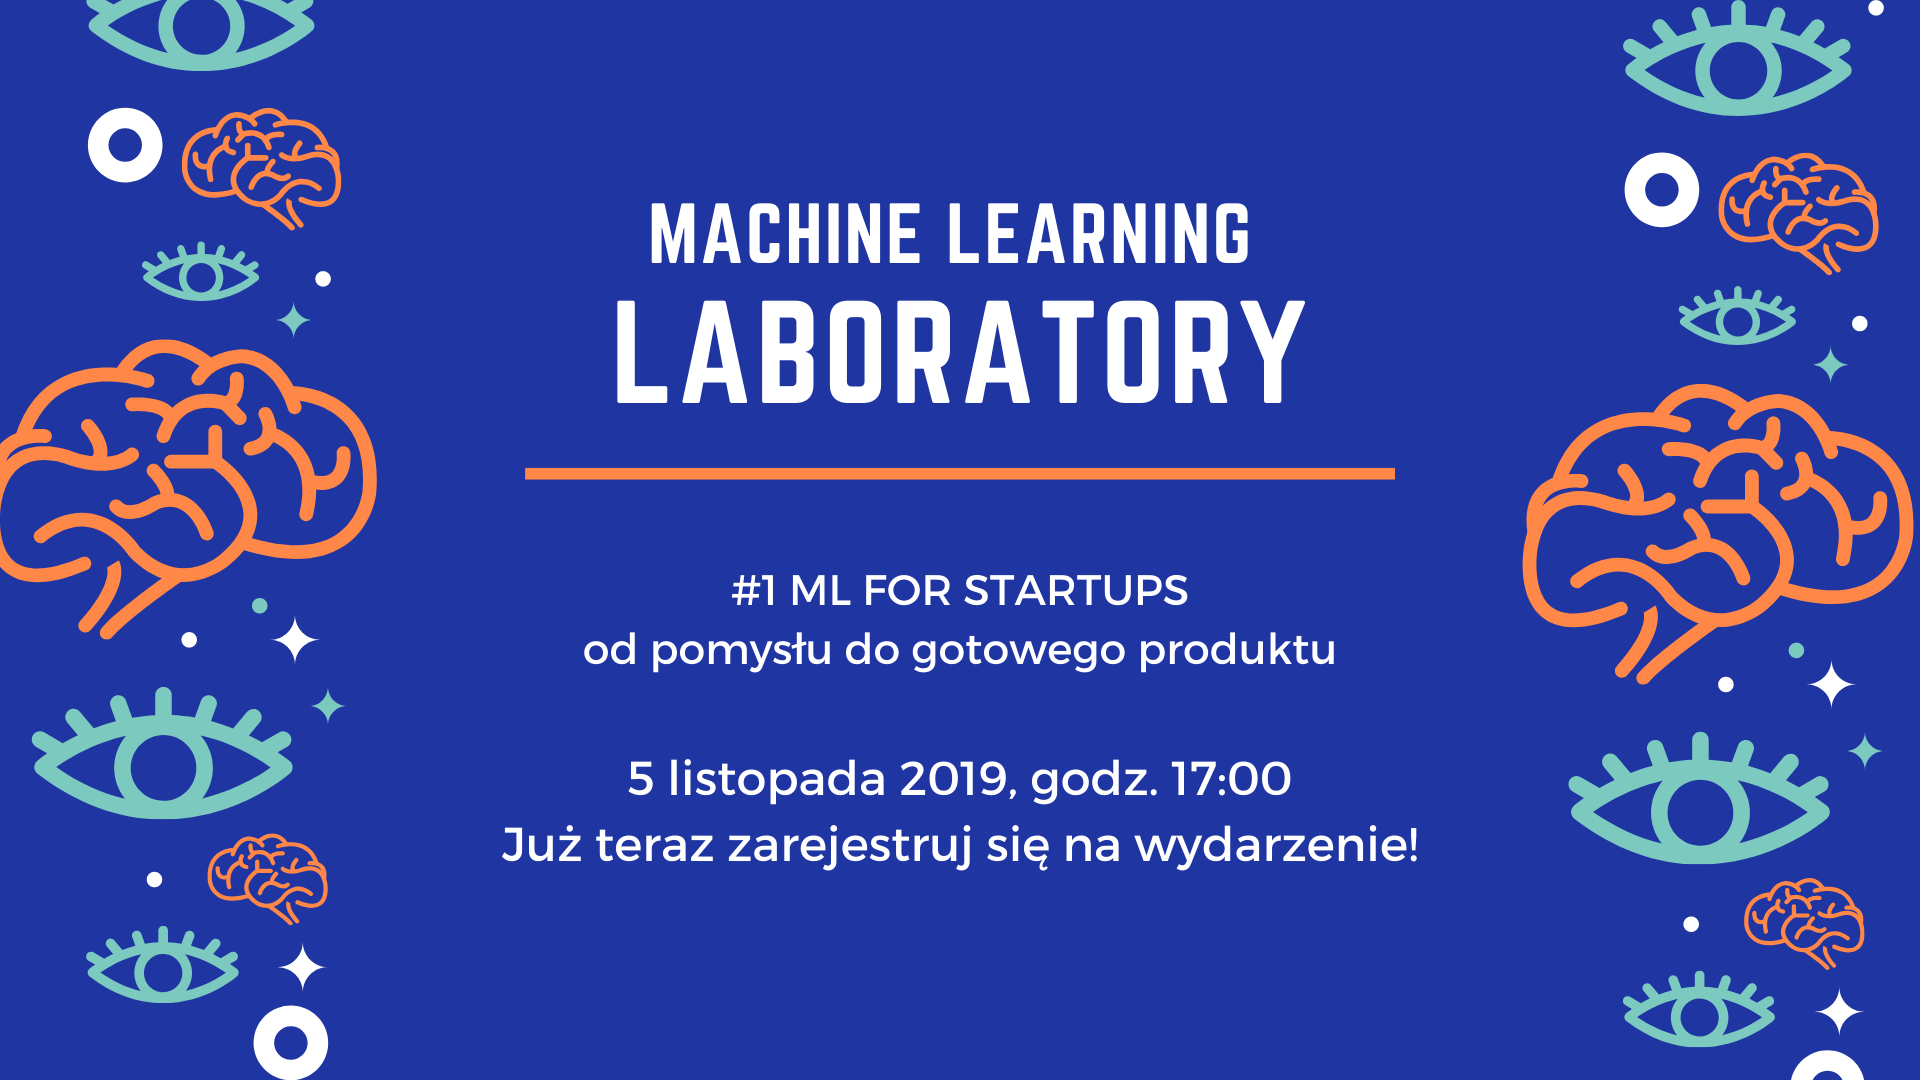 MACHINE LEARNING
LABORATORY
#1 ML FOR STARTUPS
od pomysłu do gotowego produktu
5 listopada 2019, godz. 17:00
Już teraz zarejestruj się na wydarzenie!